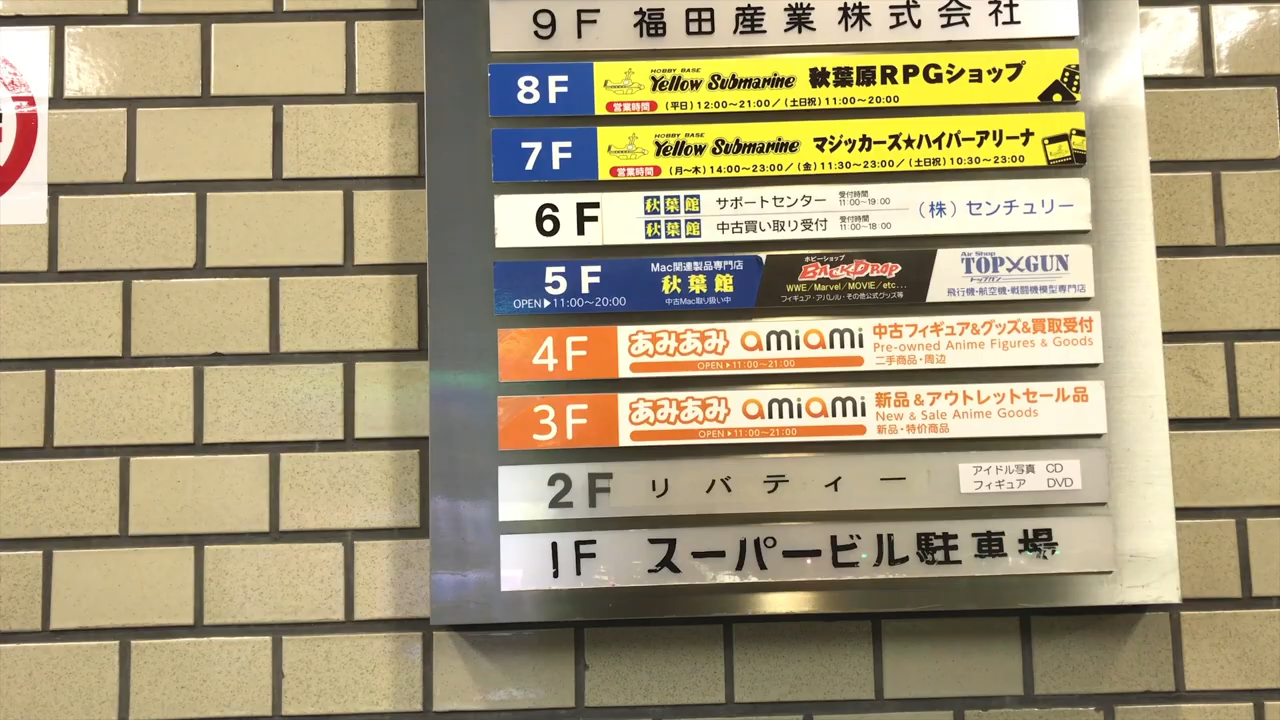 9F 福田産業株式会社
8F HOBBY BASE Yellow Submarine 秋葉原RPGショップ
営業時間 (平日)12:00～21:00/(土日祝)11:00～20:00
7F HOBBY BASE Yellow Submarine マジッカーズ★ハイパーアリーナ
営業時間 (月～木)14:00～23:00/(金)11:30～23:00/(土日祝)10:30～23:00
6F 秋葉館 サポートセンター 受付時間 11:00～19:00 (株)センチュリー
秋葉館 中古買い取り受付 受付時間 11:00～18:00
5F OPEN▶11:00～20:00
Mac関連製品専門店
秋葉館
中古Mac取り扱い中
ホビーショップ
BACKDROP
WWE/Marvel/MOVIE/etc...
フィギュア・アパレル・その他公式グッズ等
Air Shop
TOP×GUN
トップガン
飛行機・航空機・戦闘機模型専門店
4F あみあみ amiami
OPEN▶11:00～21:00
中古フィギュア&グッズ&買取受付
Pre-owned Anime Figures & Goods
二手商品・周辺
3F あみあみ amiami
OPEN▶11:00～21:00
新品&アウトレットセール品
New & Sale Anime Goods
新品・特价商品
2F リバティー
アイドル写真 CD
フィギュア DVD
1F スーパービル駐車場